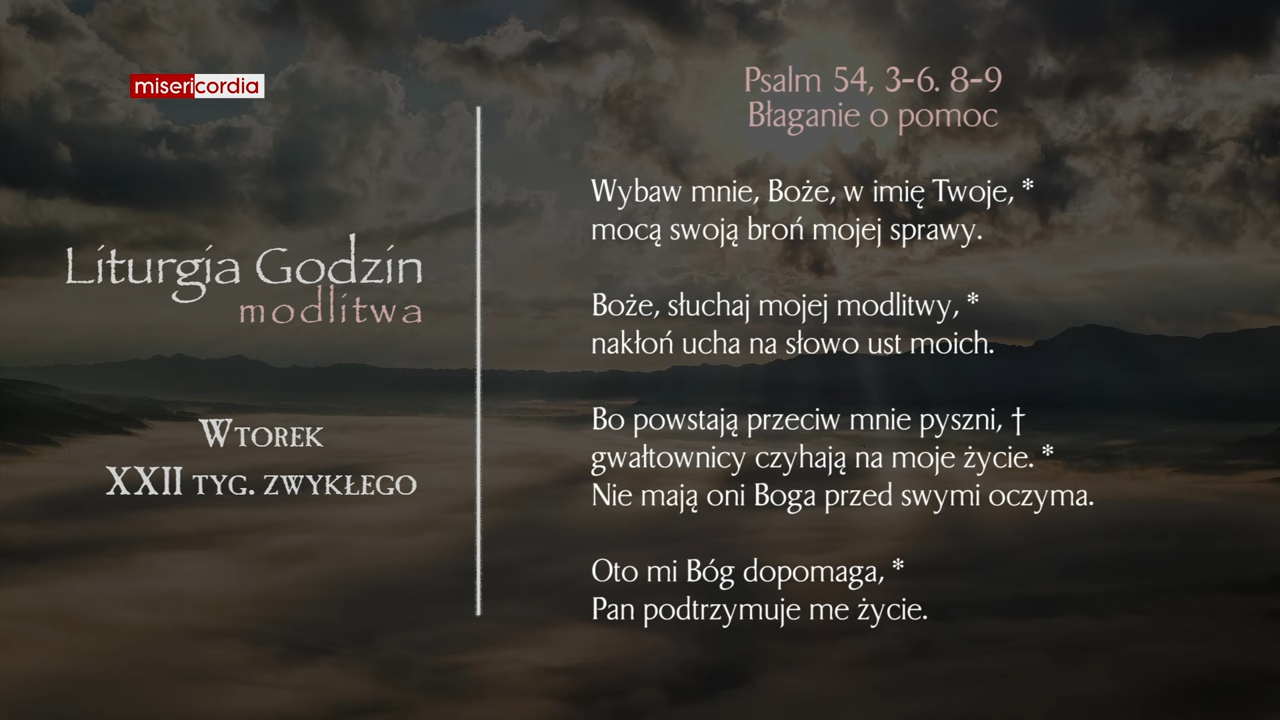 misericordia
Liturgia Godzin
modlitwa
Wtorek
XXII tyg. zwykłego
Psalm 54, 3-6. 8-9
Błaganie o pomoc
Wybaw mnie, Boże, w imię Twoje, *
mocą swoją broń mojej sprawy.
Boże, słuchaj mojej modlitwy, *
nakłoń ucha na słowo ust moich.
Bo powstają przeciw mnie pyszni, †
gwałtownicy czyhają na moje życie. *
Nie mają oni Boga przed swymi oczyma.
Oto mi Bóg dopomaga, *
Pan podtrzymuje me życie.